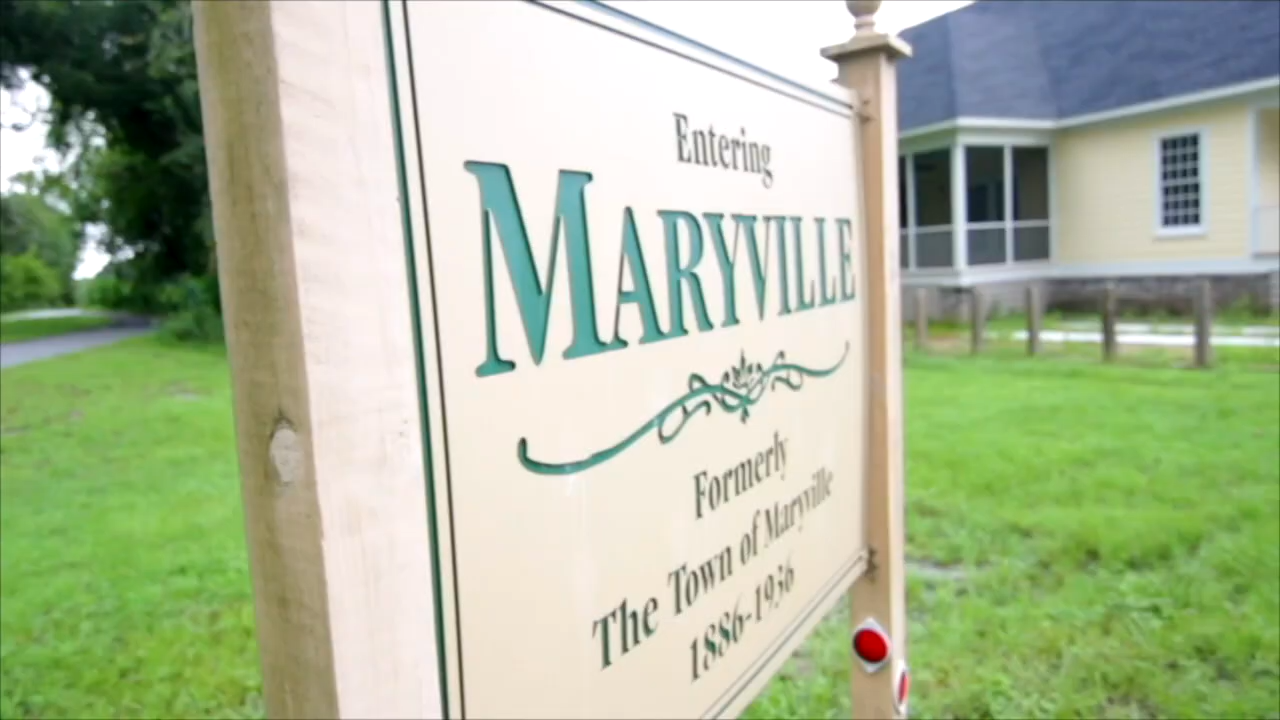 Entering
MARYVILLE
Formerly
The Town of Maryville
1886-1936